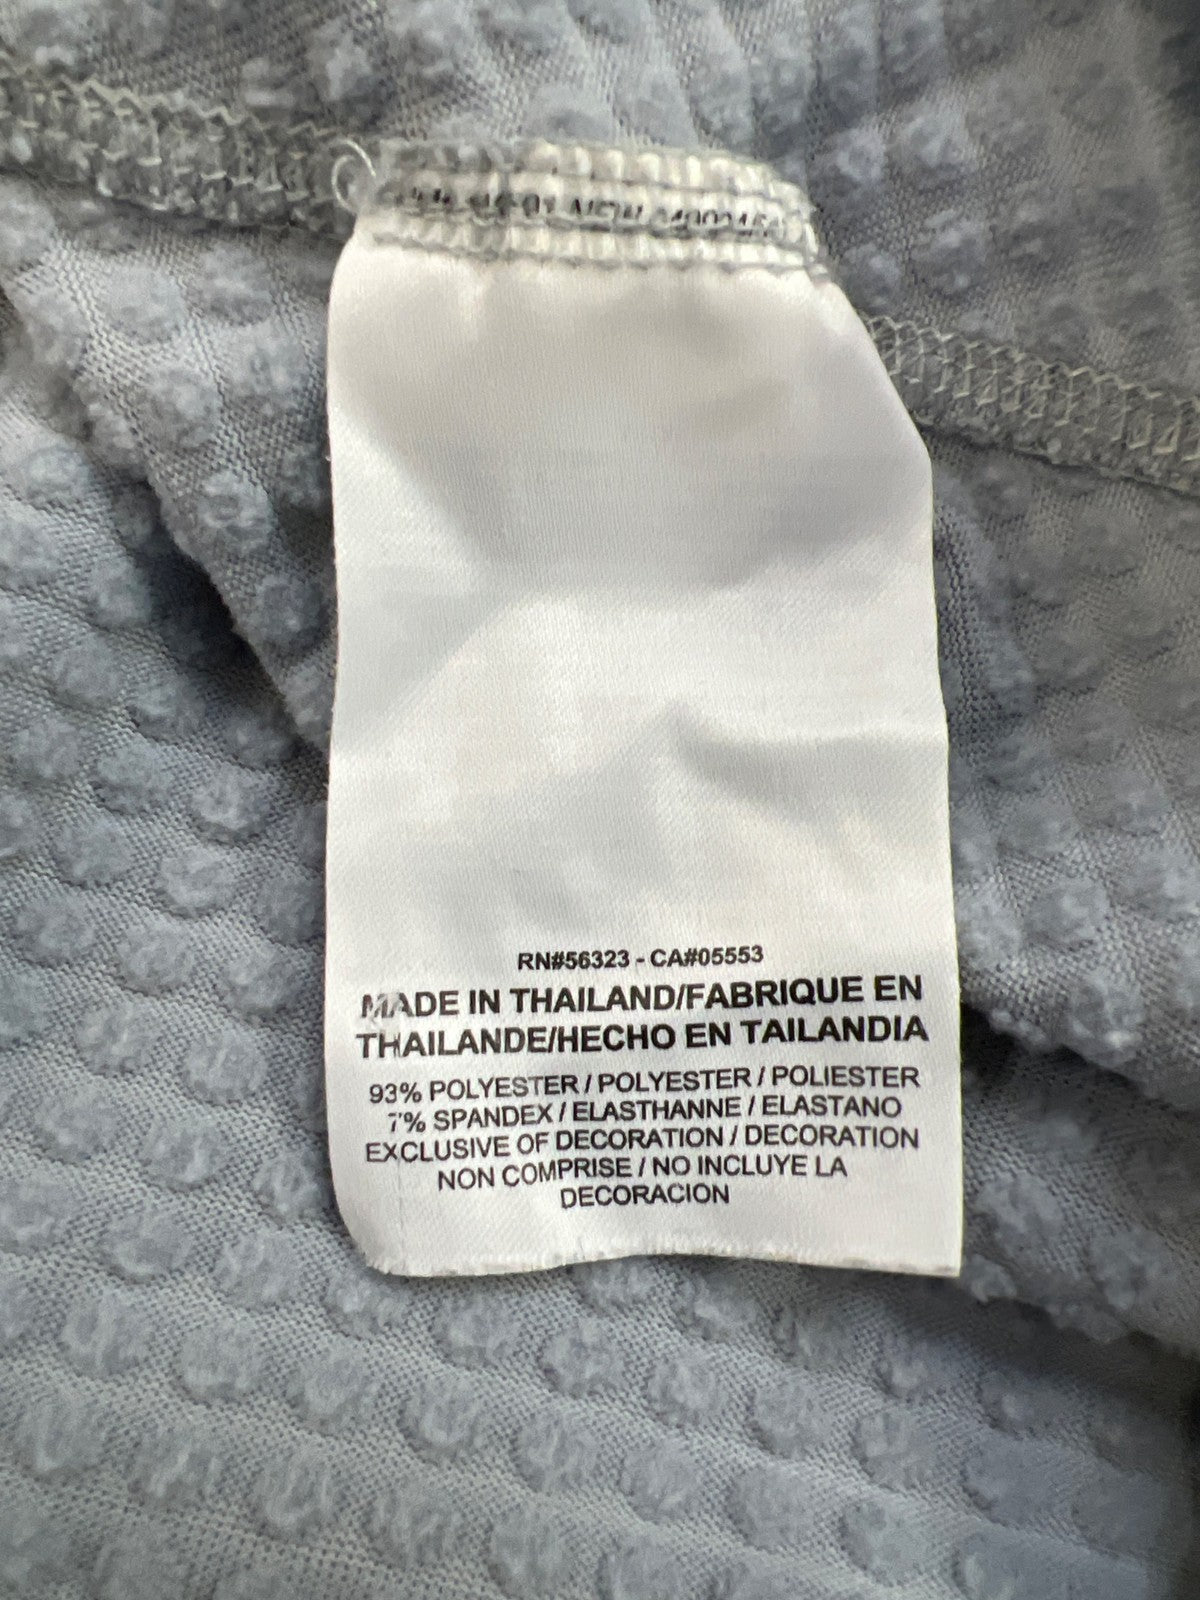 RN#56323 - CA#05553
MADE IN THAILAND/FABRIQUE EN
THAILANDE/HECHO EN TAILANDIA
93% POLYESTER / POLYESTER / POLIESTER
7% SPANDEX / ELASTHANNE / ELASTANO
EXCLUSIVE OF DECORATION / DECORATION
NON COMPRISE / NO INCLUYE LA
DECORACION